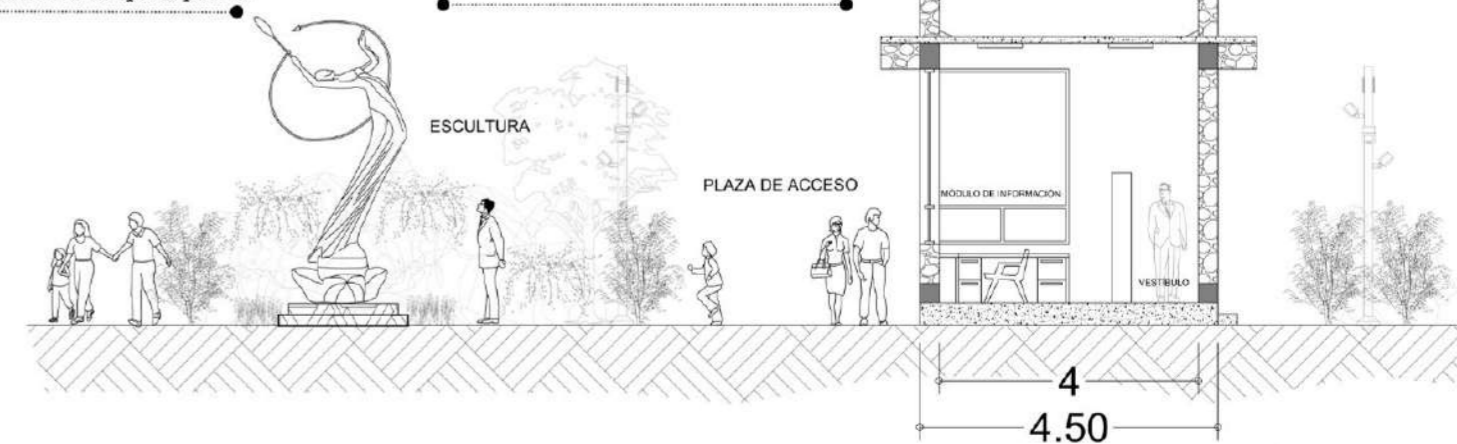 ESCULTURA
PLAZA DE ACCESO
MÓDULO DE INFORMACIÓN
VESTÍBULO
4
4.50